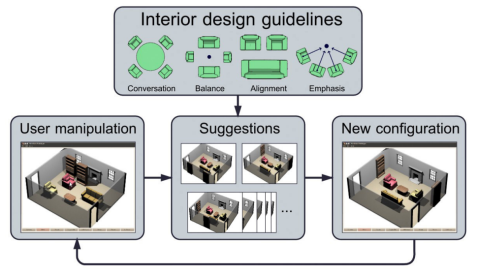 Interior design guidelines
Conversation Balance Alignment Emphasis
User manipulation Suggestions New configuration
...